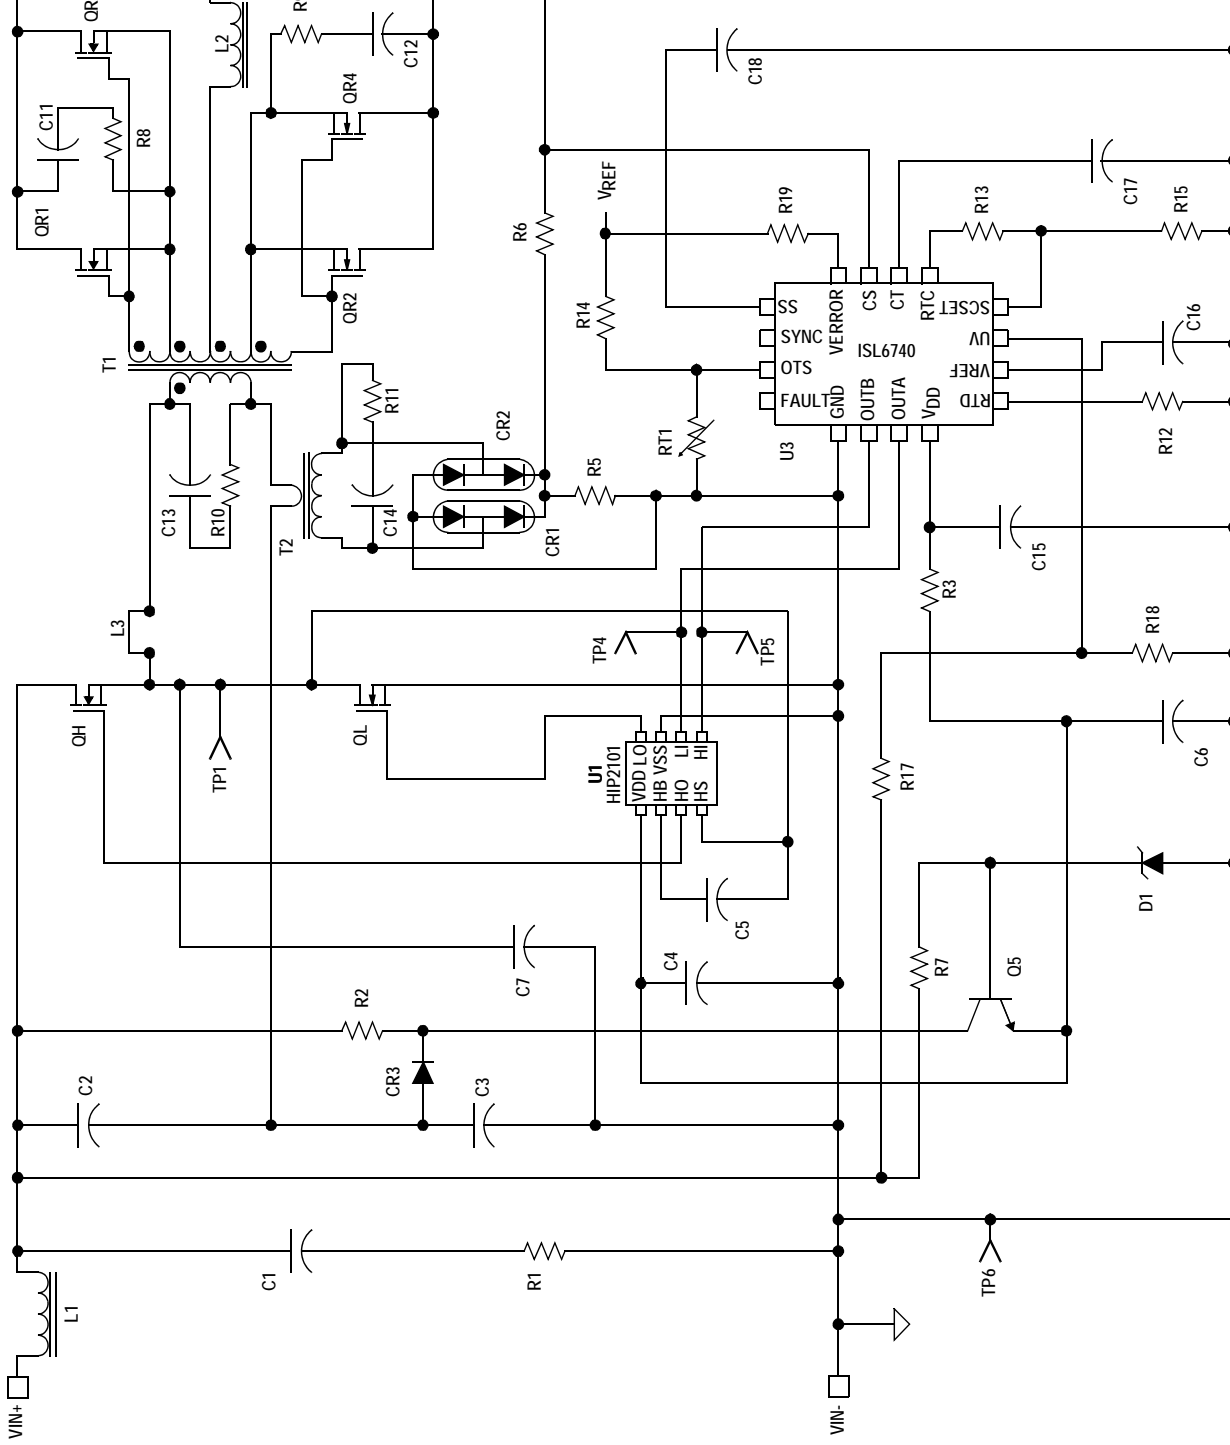 QR
L2
R
C12
C18
C11
R8
QR4
QR1
R6
VREF
R19
R13
C17
R15
QR2
R14
T1
SS
SYNC
OTS
FAULT
VERROR
CS
CT
RTC
SCSET
UV
VREF
RTD
ISL6740
GND
OUTB
OUTA
VDD
U3
C16
R12
R11
CR2
RT1
R5
C13
R10
T2
C14
CR1
C15
R3
L3
TP4
TP5
R18
QH
TP1
QL
U1
HIP2101
VDD LO
HB VSS
HO LI
HS HI
R17
C6
C5
D1
C7
C4
R7
Q5
R2
C2
CR3
C3
C1
R1
TP6
L1
VIN+
VIN-